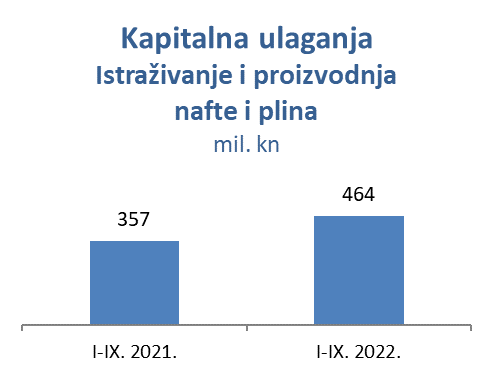 Kapitalna ulaganja
Istraživanje i proizvodnja
nafte i plina
mil. kn
357
464
I-IX. 2021.
I-IX. 2022.